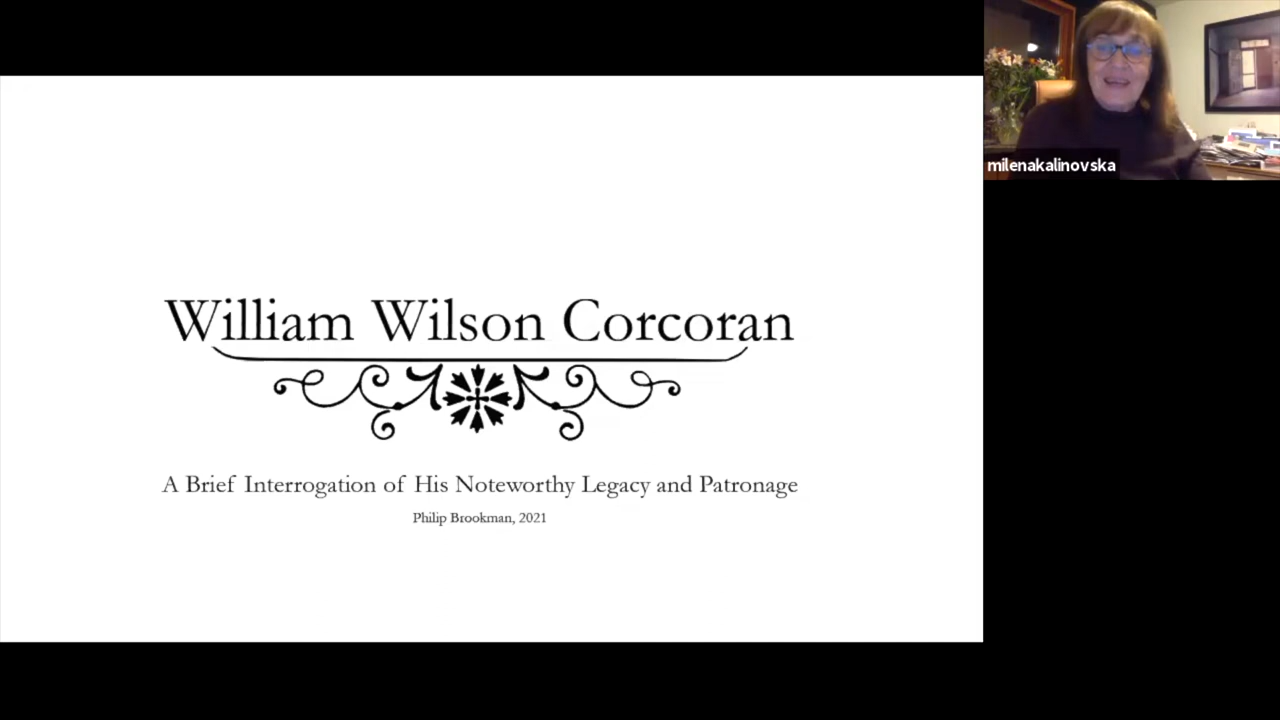 milenakalinovska
William Wilson Corcoran
A Brief Interrogation of His Noteworthy Legacy and Patronage
Philip Brookman, 2021